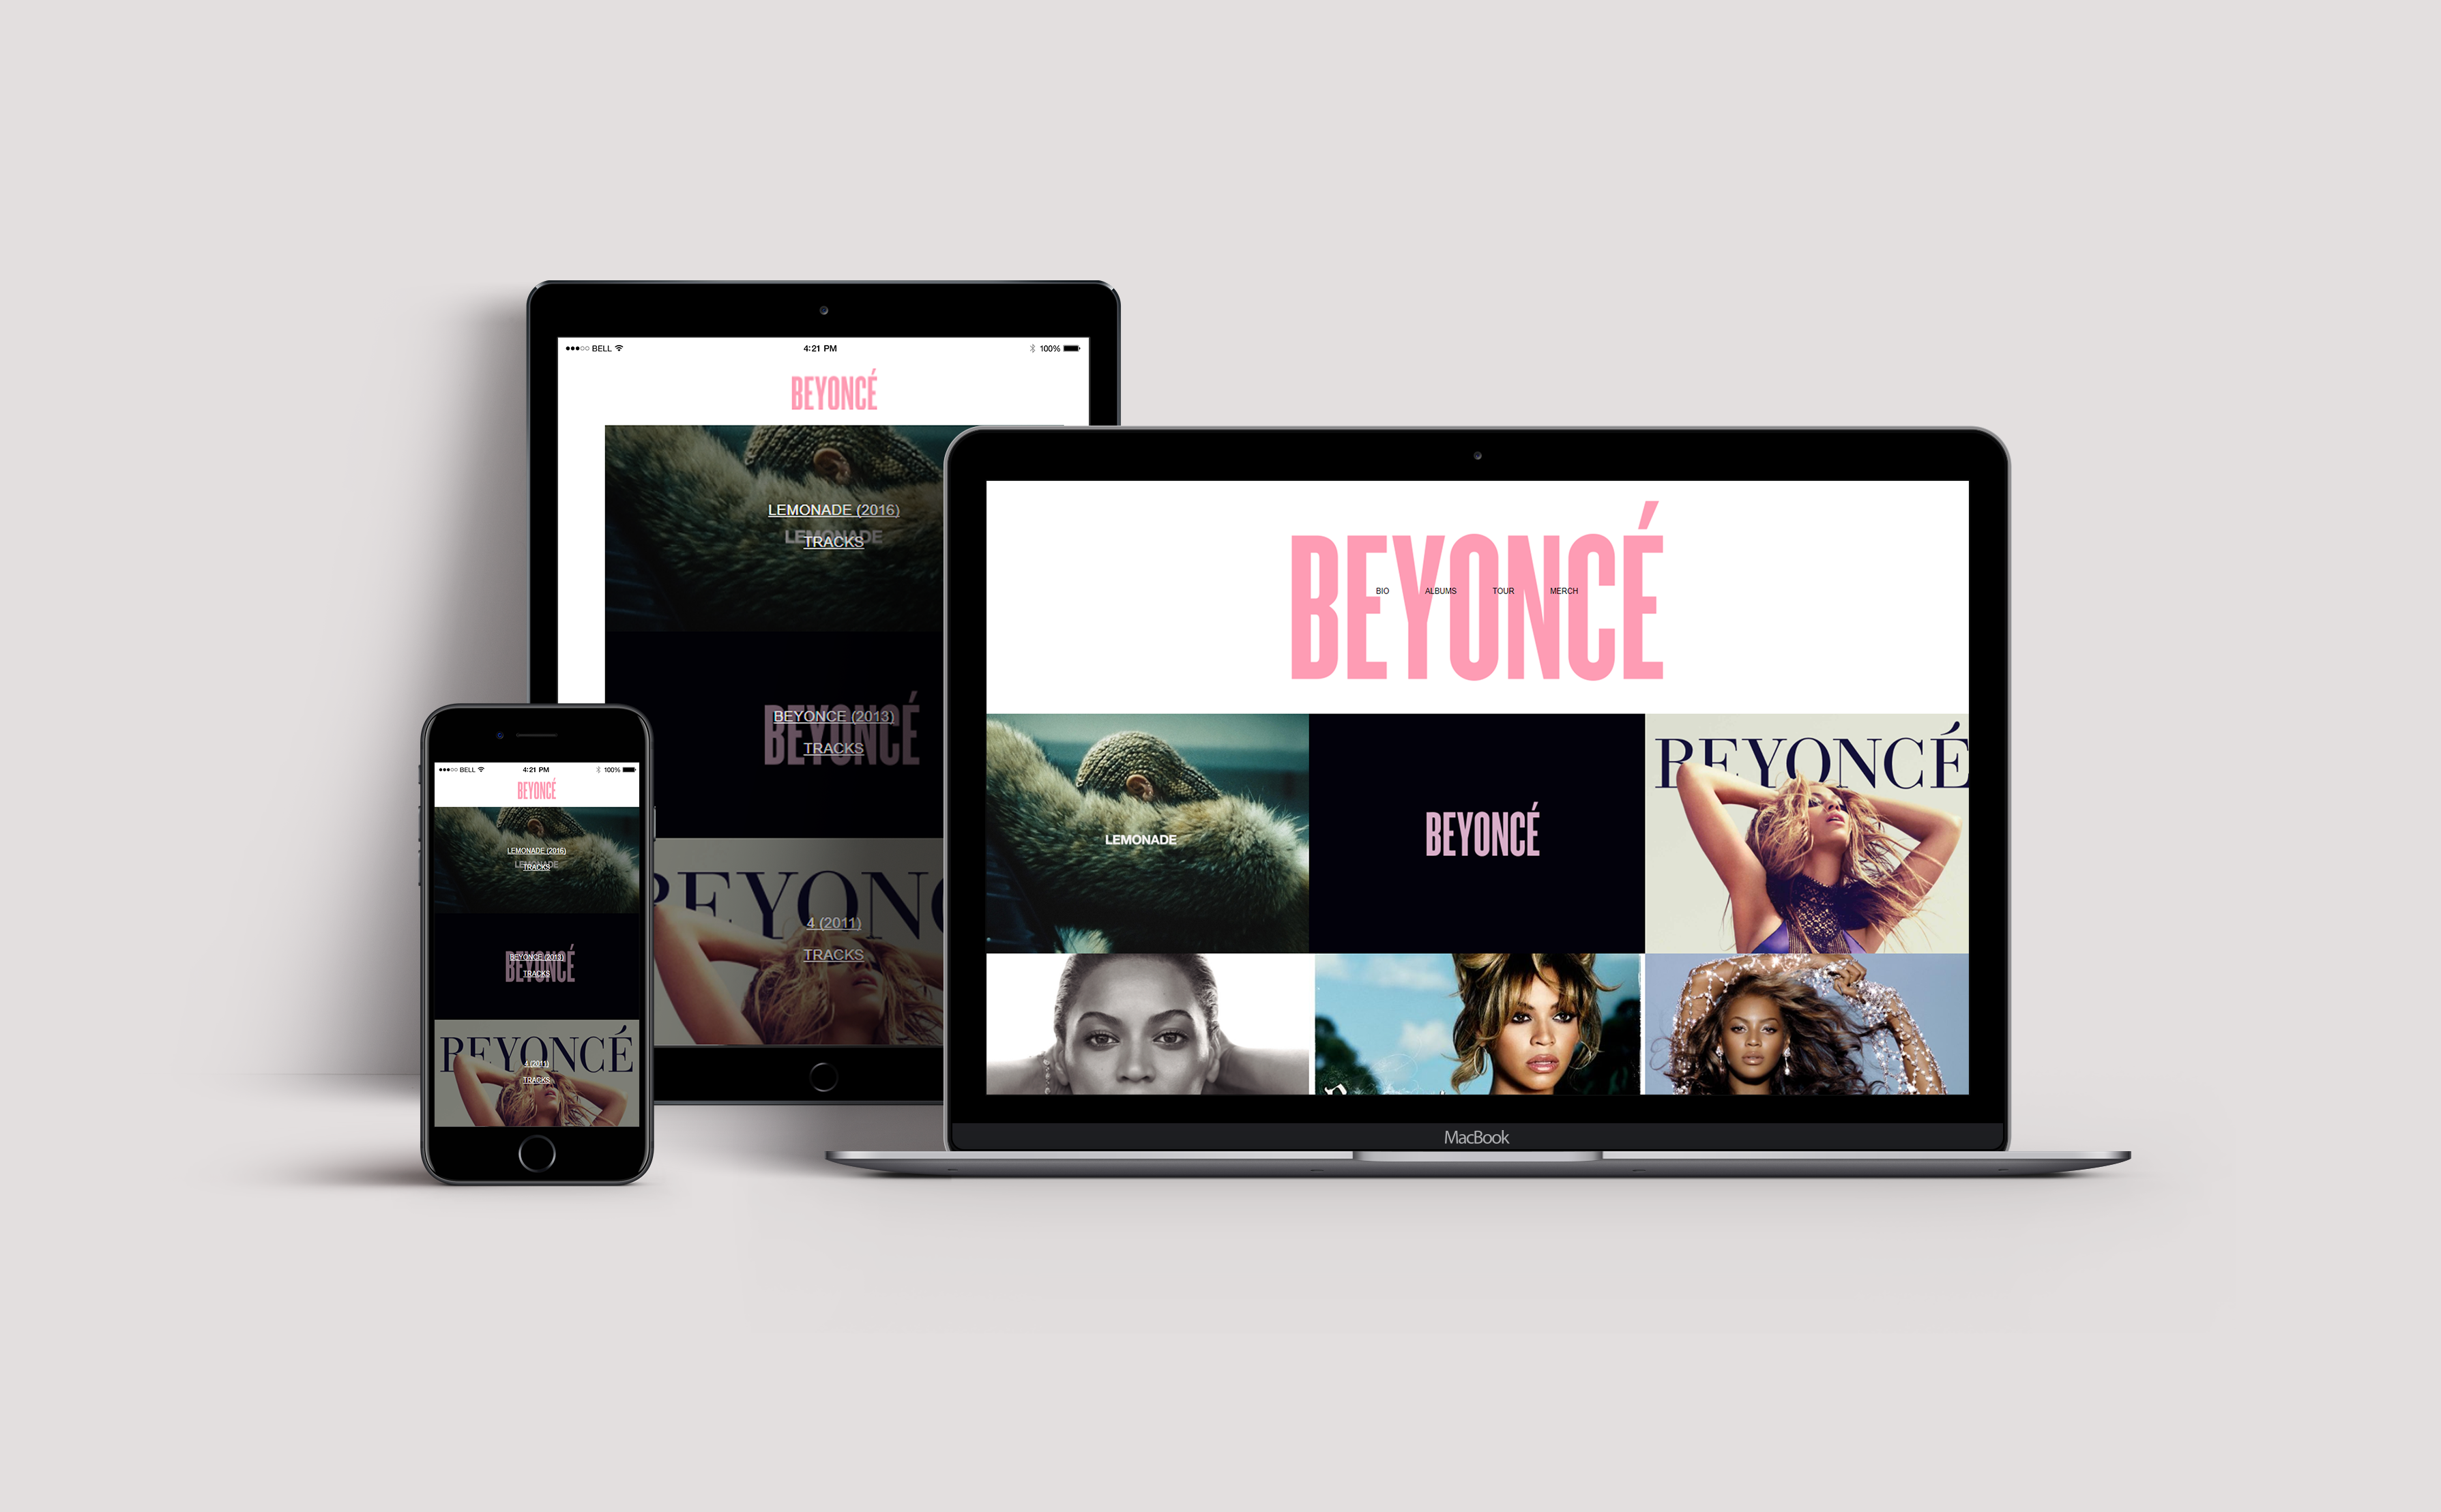 BELL 4:21 PM 100%
BEYONCÉ
LEMONADE (2016)
LEMONADE
TRACKS
BEYONCE (2013)
BEYONCÉ
TRACKS
BEYONC
4 (2011)
TRACKS
BELL 4:21 PM 100%
BEYONCÉ
LEMONADE (2016)
LEMONADE
TRACKS
BEYONCE (2013)
BEYONCÉ
TRACKS
BEYONCÉ
4 (2011)
TRACKS
BEYONCÉ
BIO ALBUMS TOUR MERCH
LEMONADE
BEYONCÉ
BEYONCÉ
MacBook